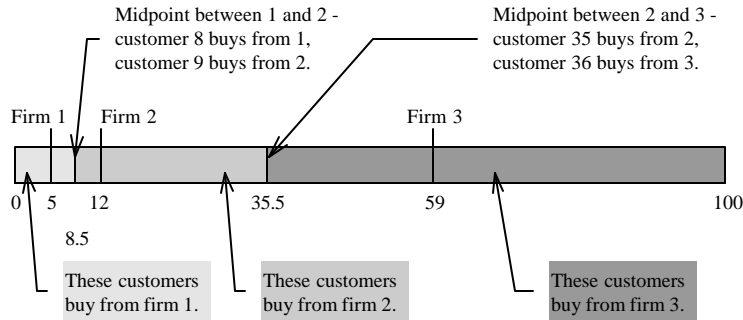 Midpoint between 1 and 2 -
customer 8 buys from 1,
customer 9 buys from 2.
Midpoint between 2 and 3 -
customer 35 buys from 2,
customer 36 buys from 3.
Firm 1
Firm 2
Firm 3
0
5
12
35.5
59
100
8.5
These customers
buy from firm 1.
These customers
buy from firm 2.
These customers
buy from firm 3.